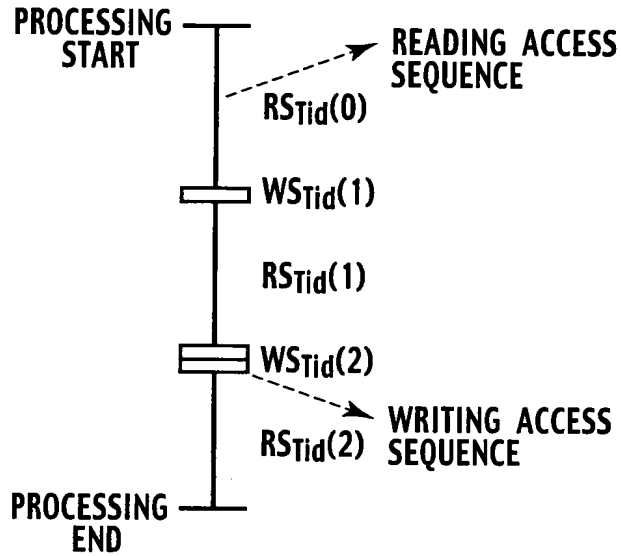 PROCESSING
START
READING ACCESS
SEQUENCE
RSTid(0)
WSTid(1)
RSTid(1)
WSTid(2)
WRITING ACCESS
SEQUENCE
RSTid(2)
PROCESSING
END